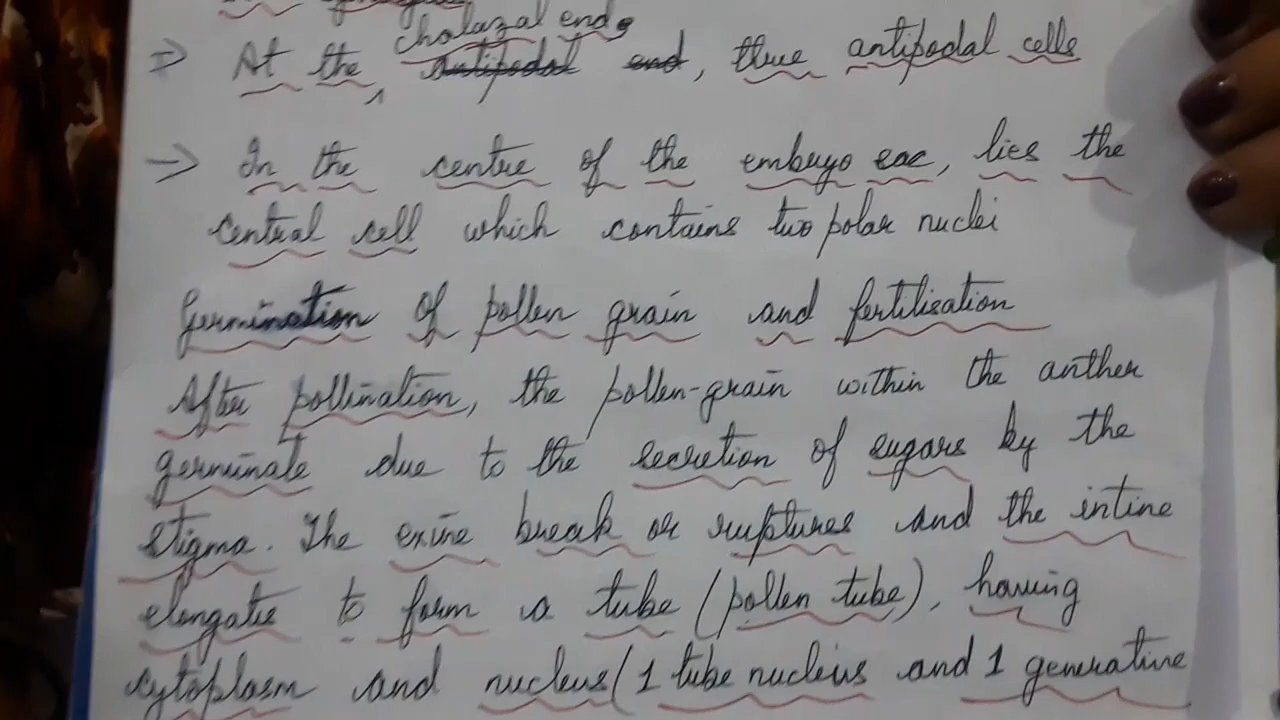 chalazal end,
⇒ At the, antipodal end, three antipodal cells
→ In the centre of the embryo sac, lies the
central cell which contains two polar nuclei
Germination of pollen grain and fertilisation
After pollination, the pollen-grain within the anther
germinate due to the secretion of sugars by the
stigma. The exine break or ruptures and the intine
elongate to form a tube (pollen tube), having
cytoplasm and nucleus (1 tube nucleus and 1 generative